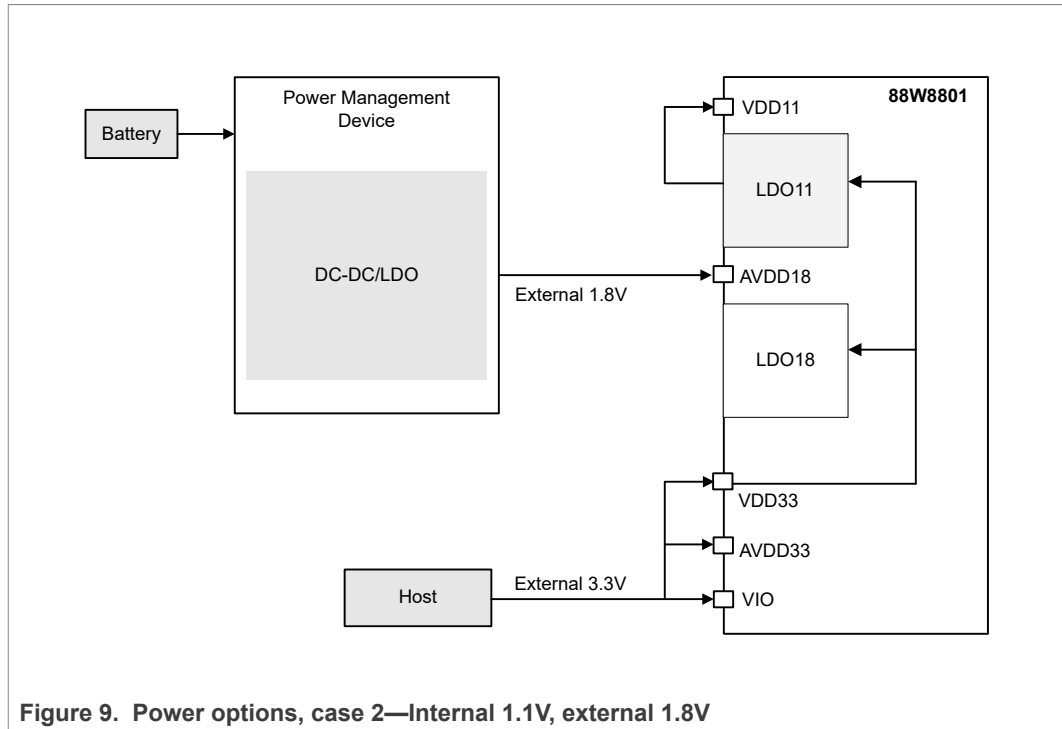 Battery
Power Management
Device
DC-DC/LDO
External 1.8V
88W8801
VDD11
LDO11
AVDD18
LDO18
VDD33
AVDD33
VIO
Host
External 3.3V
Figure 9. Power options, case 2—Internal 1.1V, external 1.8V